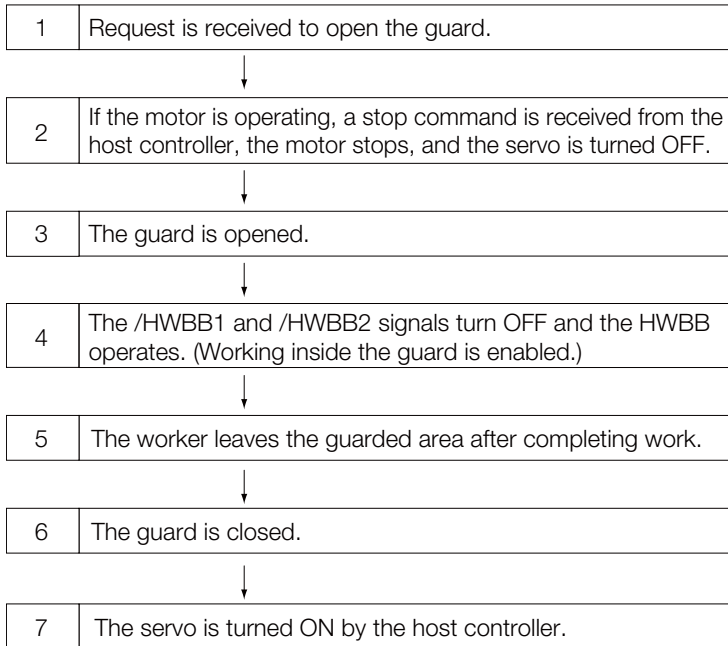 1 Request is received to open the guard.
2 If the motor is operating, a stop command is received from the
host controller, the motor stops, and the servo is turned OFF.
3 The guard is opened.
4 The /HWBB1 and /HWBB2 signals turn OFF and the HWBB
operates. (Working inside the guard is enabled.)
5 The worker leaves the guarded area after completing work.
6 The guard is closed.
7 The servo is turned ON by the host controller.